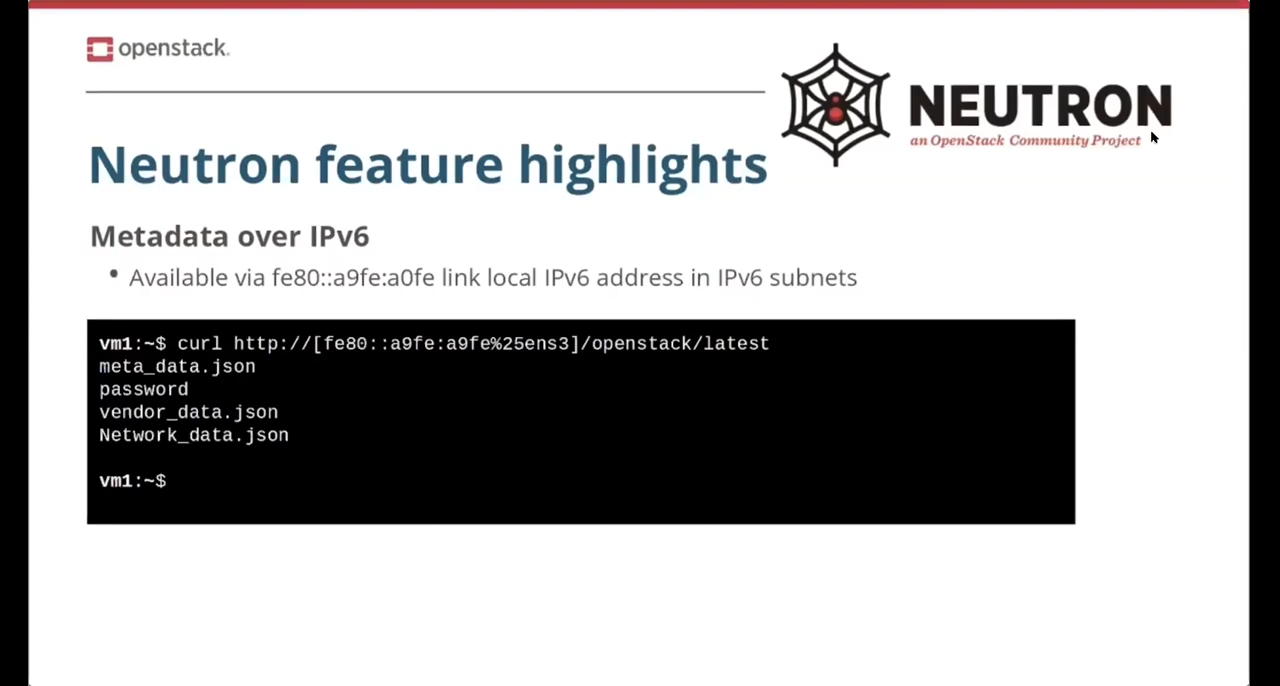 openstack.
NEUTRON
an OpenStack Community Project
Neutron feature highlights
Metadata over IPv6
• Available via fe80::a9fe:a0fe link local IPv6 address in IPv6 subnets
vm1:~$ curl http://[fe80::a9fe:a9fe%25ens3]/openstack/latest
meta_data.json
password
vendor_data.json
Network_data.json
vm1:~$